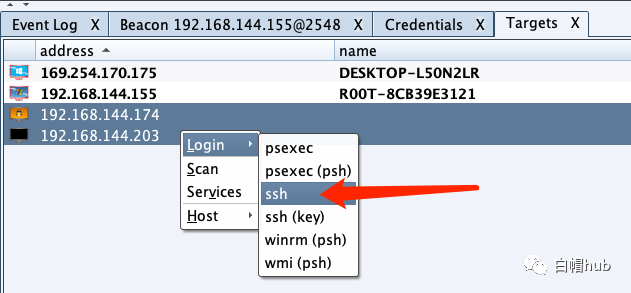 Event Log X Beacon 192.168.144.155@2548 X Credentials X Targets X
address name
169.254.170.175 DESKTOP-L50N2LR
192.168.144.155 R00T-8CB39E3121
192.168.144.174
192.168.144.203
Login
Scan
Services
Host
psexec
psexec (psh)
ssh
ssh (key)
winrm (psh)
wmi (psh)
白帽hub